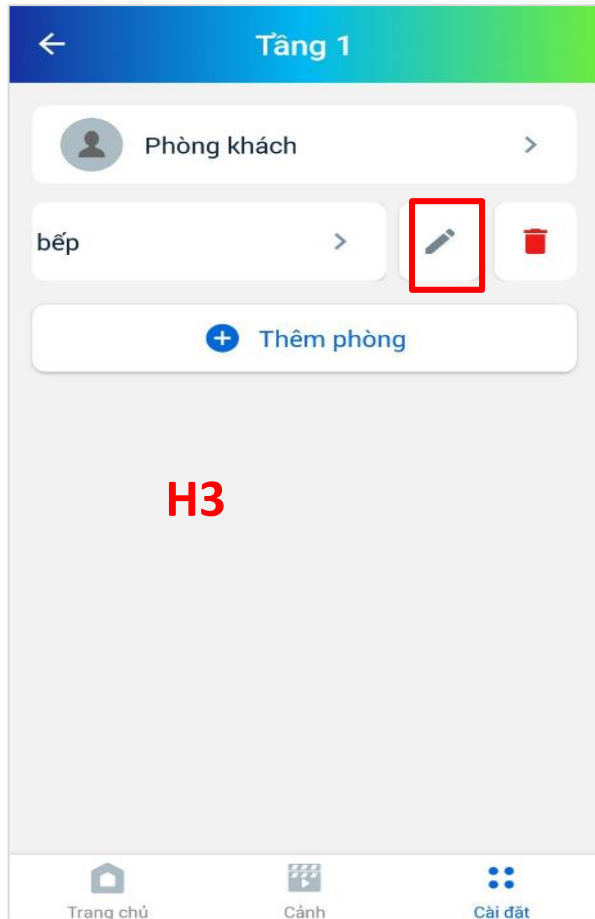 Tầng 1
Phòng khách
bếp
Thêm phòng
H3
Trang chủ
Cảnh
Cài đặt